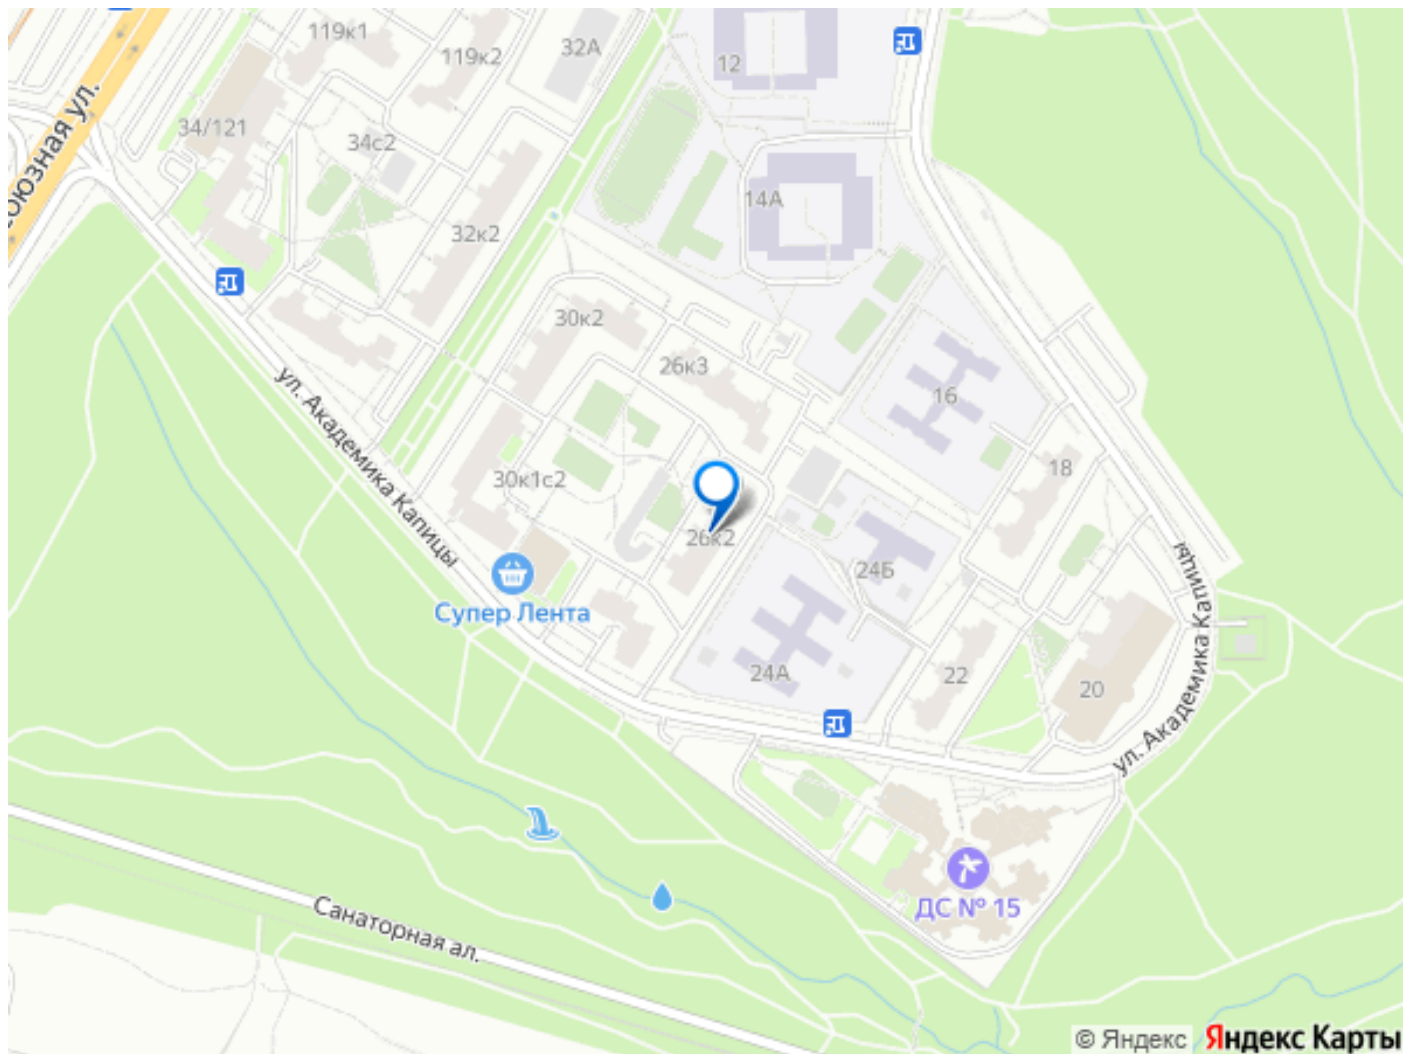 119к1
119к2
32А
12
34/121
34с2
оюзная ул.
14А
32к2
30к2
26к3
16
ул. Академика Капицы
18
30к1с2
26к2
24Б
Супер Лента
24А
22
20
ул. Академика Капицы
ДС № 15
Санаторная ал.
© Яндекс Яндекс Карты